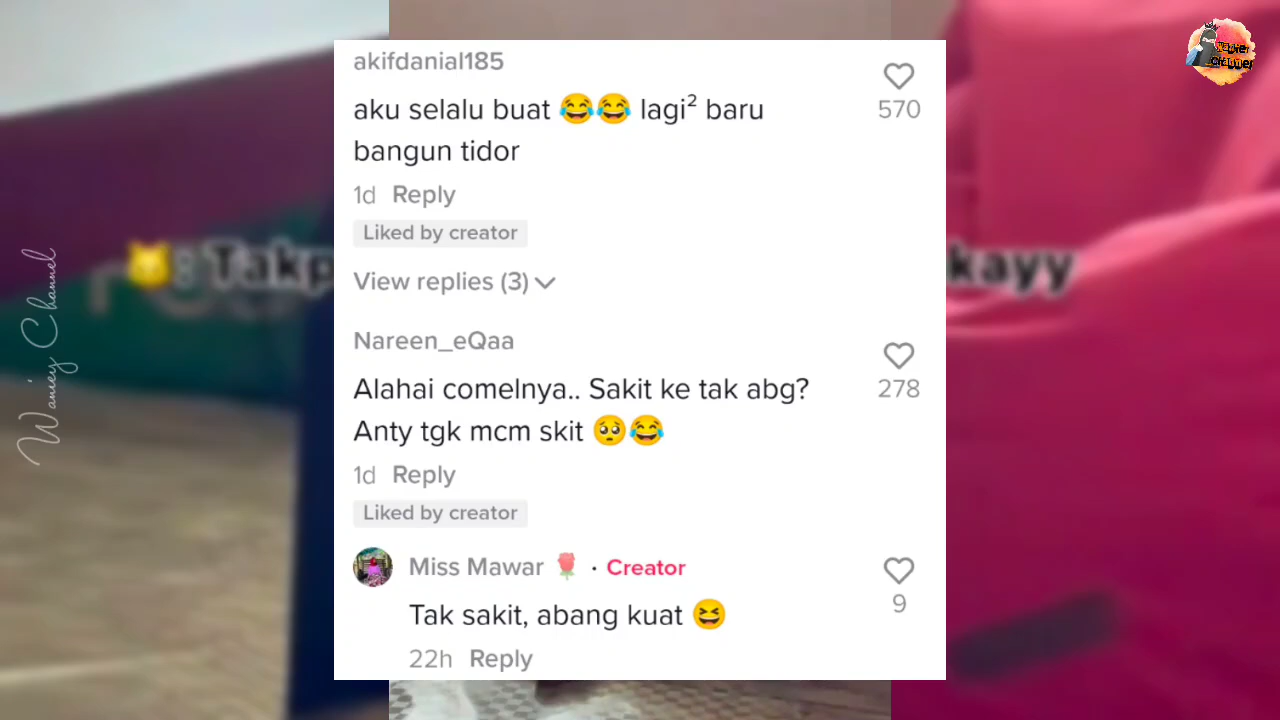 akifdanial185
aku selalu buat 😂😂 lagi² baru
bangun tidor
570
1d Reply
Liked by creator
View replies (3)
Nareen_eQaa
Alahai comelnya.. Sakit ke tak abg?
Anty tgk mcm skit 🥺😂
278
1d Reply
Liked by creator
Miss Mawar 🌹 · Creator
Tak sakit, abang kuat 😆
9
22h Reply
😺: Takp
kayy
Waniey Channel